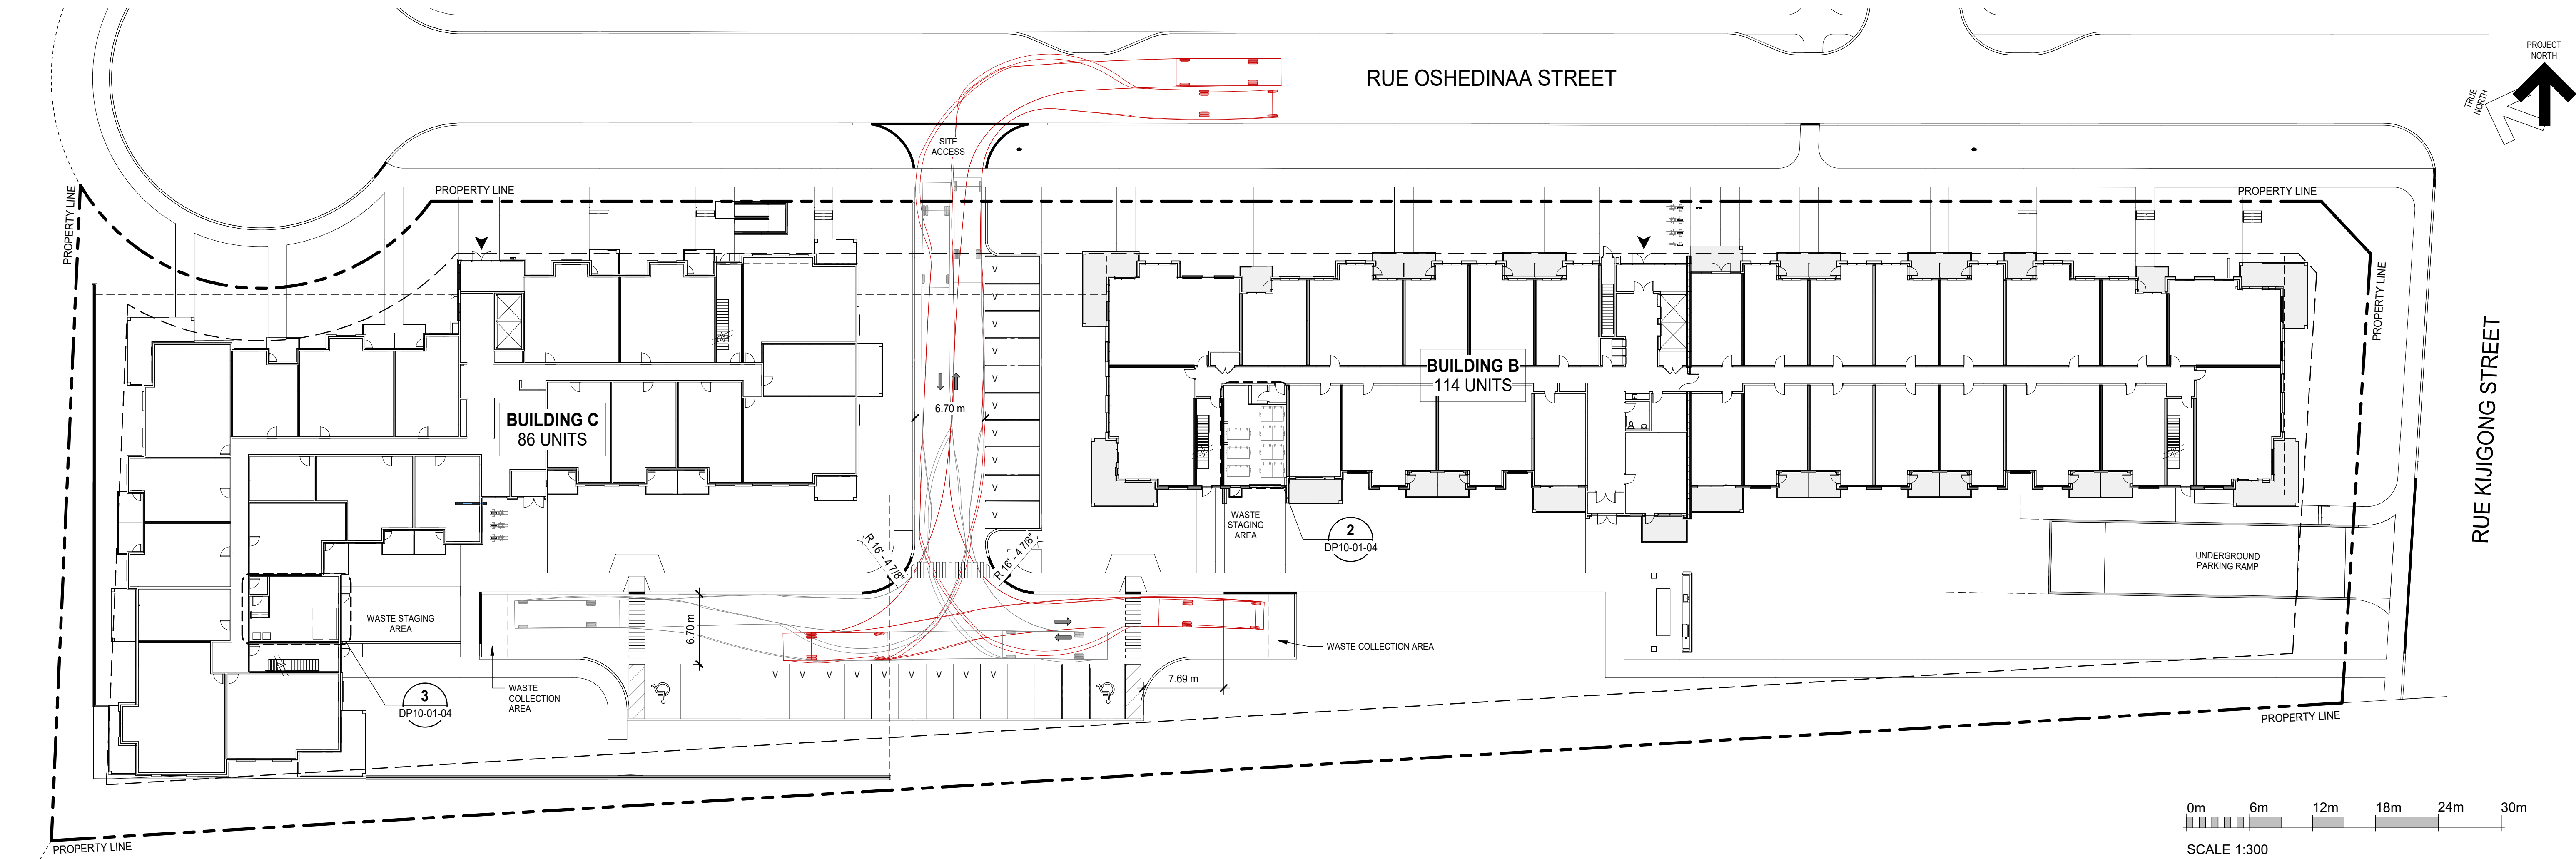 RUE OSHEDINAA STREET
PROJECT
NORTH
TRUE
NORTH
SITE
ACCESS
PROPERTY LINE
PROPERTY LINE
PROPERTY LINE
PROPERTY LINE
RUE KIJIGONG STREET
V
V
V
V
V
V
V
V
V
V
6.70 m
BUILDING C
86 UNITS
BUILDING B
114 UNITS
WASTE
STAGING
AREA
2
DP10-01-04
R 16' - 4 7/8"
R 16' - 4 7/8"
UNDERGROUND
PARKING RAMP
WASTE STAGING
AREA
6.70 m
WASTE COLLECTION AREA
V
V
V
V
V
V
V
V
V
7.69 m
WASTE
COLLECTION
AREA
3
DP10-01-04
PROPERTY LINE
PROPERTY LINE
0m
6m
12m
18m
24m
30m
SCALE 1:300